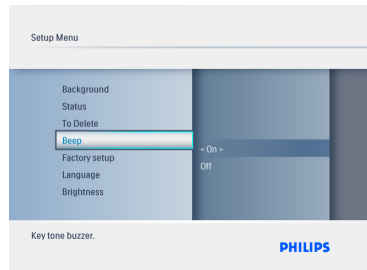 Setup Menu
Background
Status
To Delete
Beep
Factory setup
Language
Brightness
< On >
Off
Key tone buzzer.
PHILIPS